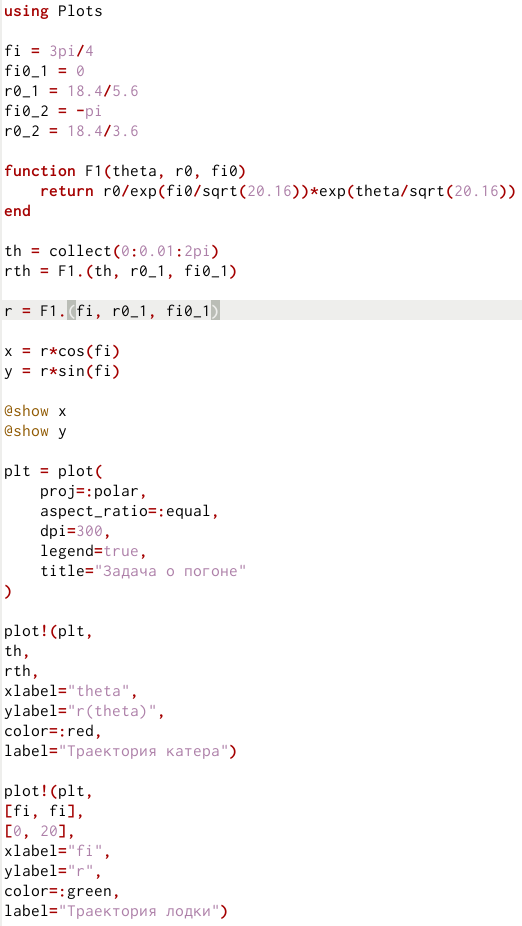 using Plots
fi = 3pi/4
fi0_1 = 0
r0_1 = 18.4/5.6
fi0_2 = -pi
r0_2 = 18.4/3.6
function F1(theta, r0, fi0)
    return r0/exp(fi0/sqrt(20.16))*exp(theta/sqrt(20.16))
end
th = collect(0:0.01:2pi)
rth = F1.(th, r0_1, fi0_1)
r = F1.(fi, r0_1, fi0_1)
x = r*cos(fi)
y = r*sin(fi)
@show x
@show y
plt = plot(
    proj=:polar,
    aspect_ratio=:equal,
    dpi=300,
    legend=true,
    title="Задача о погоне"
)
plot!(plt,
th,
rth,
xlabel="theta",
ylabel="r(theta)",
color=:red,
label="Траектория катера")
plot!(plt,
[fi, fi],
[0, 20],
xlabel="fi",
ylabel="r",
color=:green,
label="Траектория лодки")